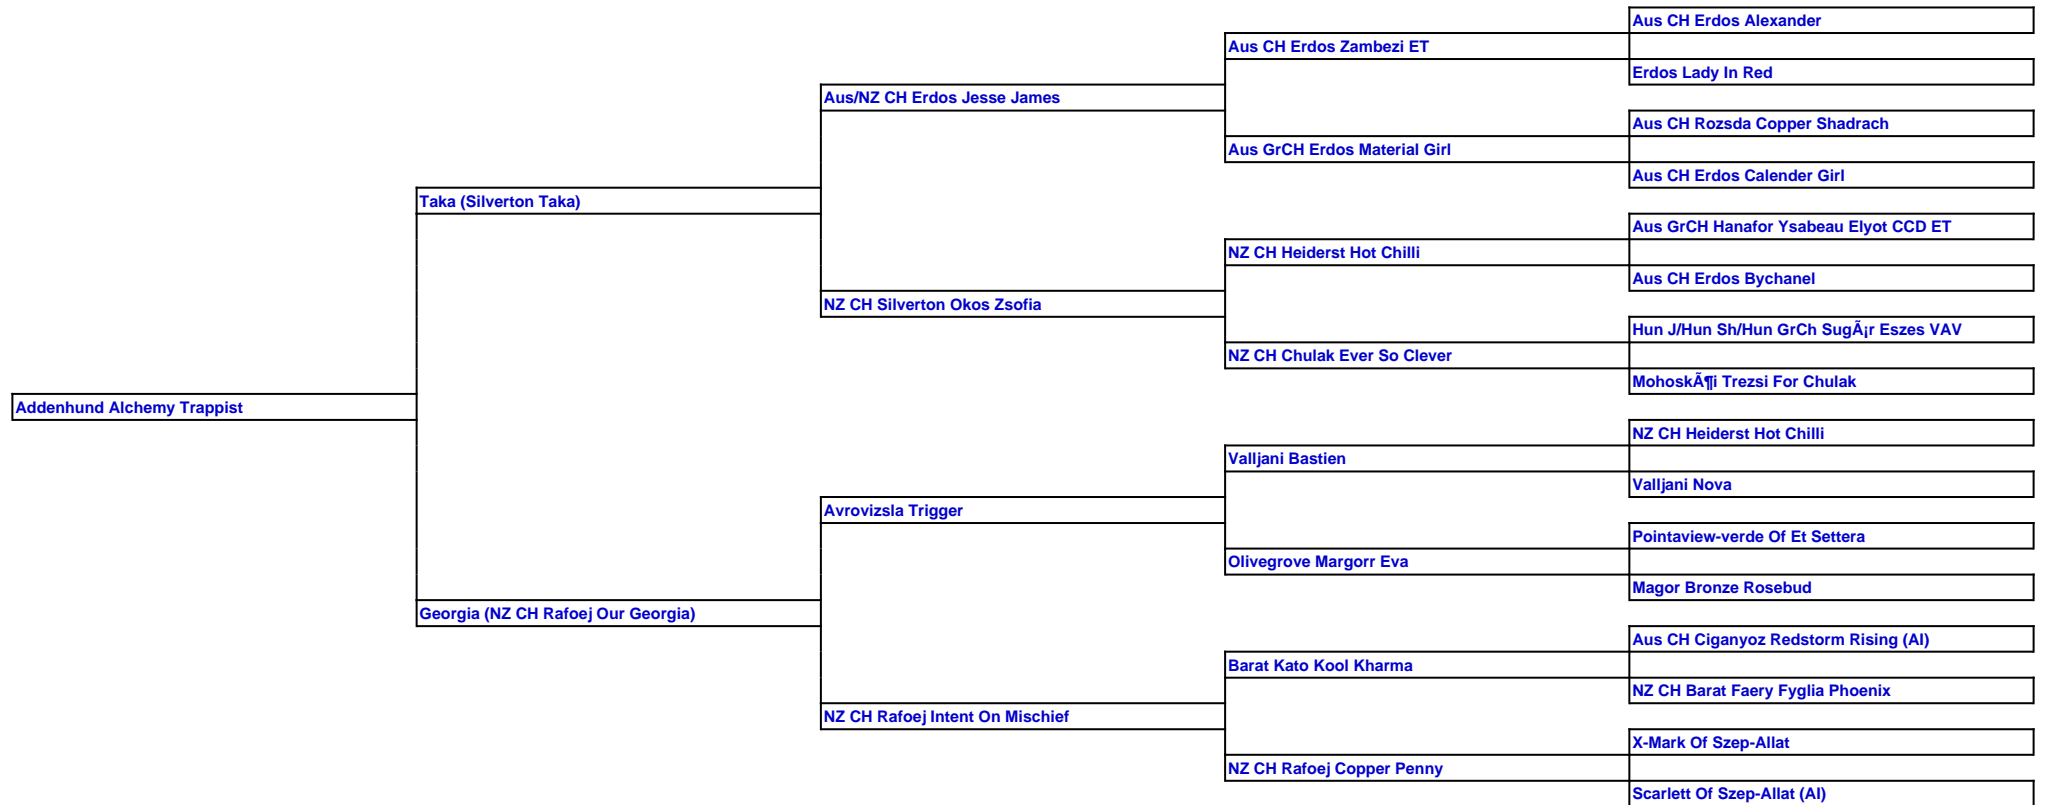 Aus CH Erdos Alexander
Aus CH Erdos Zambezi ET
Erdos Lady In Red
Aus/NZ CH Erdos Jesse James
Aus CH Rozsda Copper Shadrach
Aus GrCH Erdos Material Girl
Aus CH Erdos Calender Girl
Taka (Silverton Taka)
Aus GrCH Hanafor Ysabeau Elyot CCD ET
NZ CH Heiderst Hot Chilli
Aus CH Erdos Bychanel
NZ CH Silverton Okos Zsofia
Hun J/Hun Sh/Hun GrCh SugÃ¡r Eszes VAV
NZ CH Chulak Ever So Clever
MohoskÃ¶i Trezsi For Chulak
Addenhund Alchemy Trappist
NZ CH Heiderst Hot Chilli
Valljani Bastien
Valljani Nova
Avrovizsla Trigger
Pointaview-verde Of Et Settera
Olivegrove Margorr Eva
Magor Bronze Rosebud
Georgia (NZ CH Rafoej Our Georgia)
Aus CH Ciganyoz Redstorm Rising (AI)
Barat Kato Kool Kharma
NZ CH Barat Faery Fyglia Phoenix
NZ CH Rafoej Intent On Mischief
X-Mark Of Szep-Allat
NZ CH Rafoej Copper Penny
Scarlett Of Szep-Allat (AI)